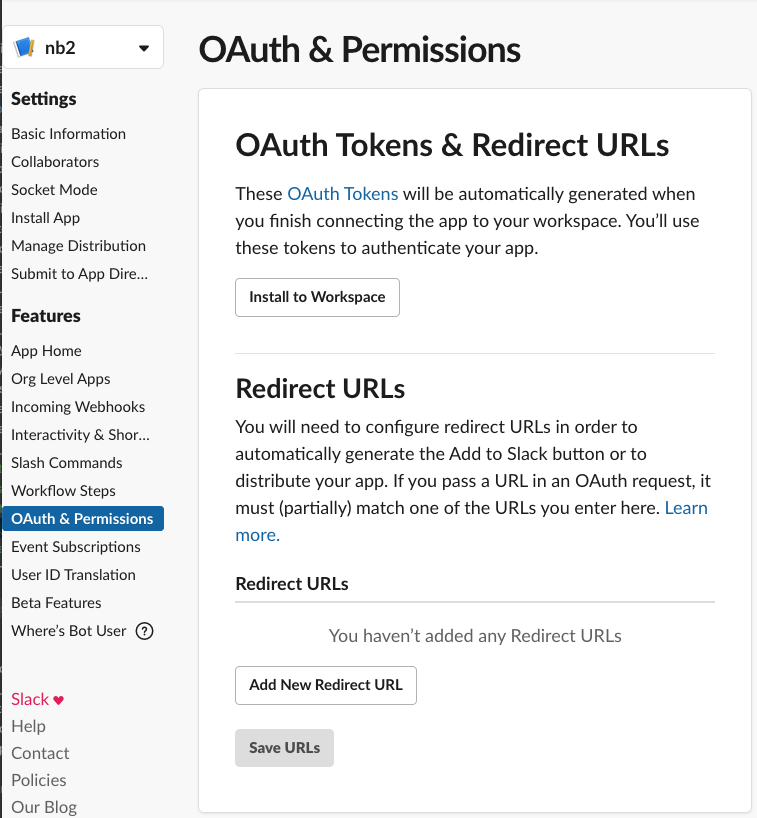 nb2
OAuth & Permissions
Settings
Basic Information
Collaborators
Socket Mode
Install App
Manage Distribution
Submit to App Dire...
Features
App Home
Org Level Apps
Incoming Webhooks
Interactivity & Shor...
Slash Commands
Workflow Steps
OAuth & Permissions
Event Subscriptions
User ID Translation
Beta Features
Where's Bot User ?
Slack ♥
Help
Contact
Policies
Our Blog
OAuth Tokens & Redirect URLs
These OAuth Tokens will be automatically generated when
you finish connecting the app to your workspace. You'll use
these tokens to authenticate your app.
Install to Workspace
Redirect URLs
You will need to configure redirect URLs in order to
automatically generate the Add to Slack button or to
distribute your app. If you pass a URL in an OAuth request, it
must (partially) match one of the URLs you enter here. Learn
more.
Redirect URLs
You haven't added any Redirect URLs
Add New Redirect URL
Save URLs